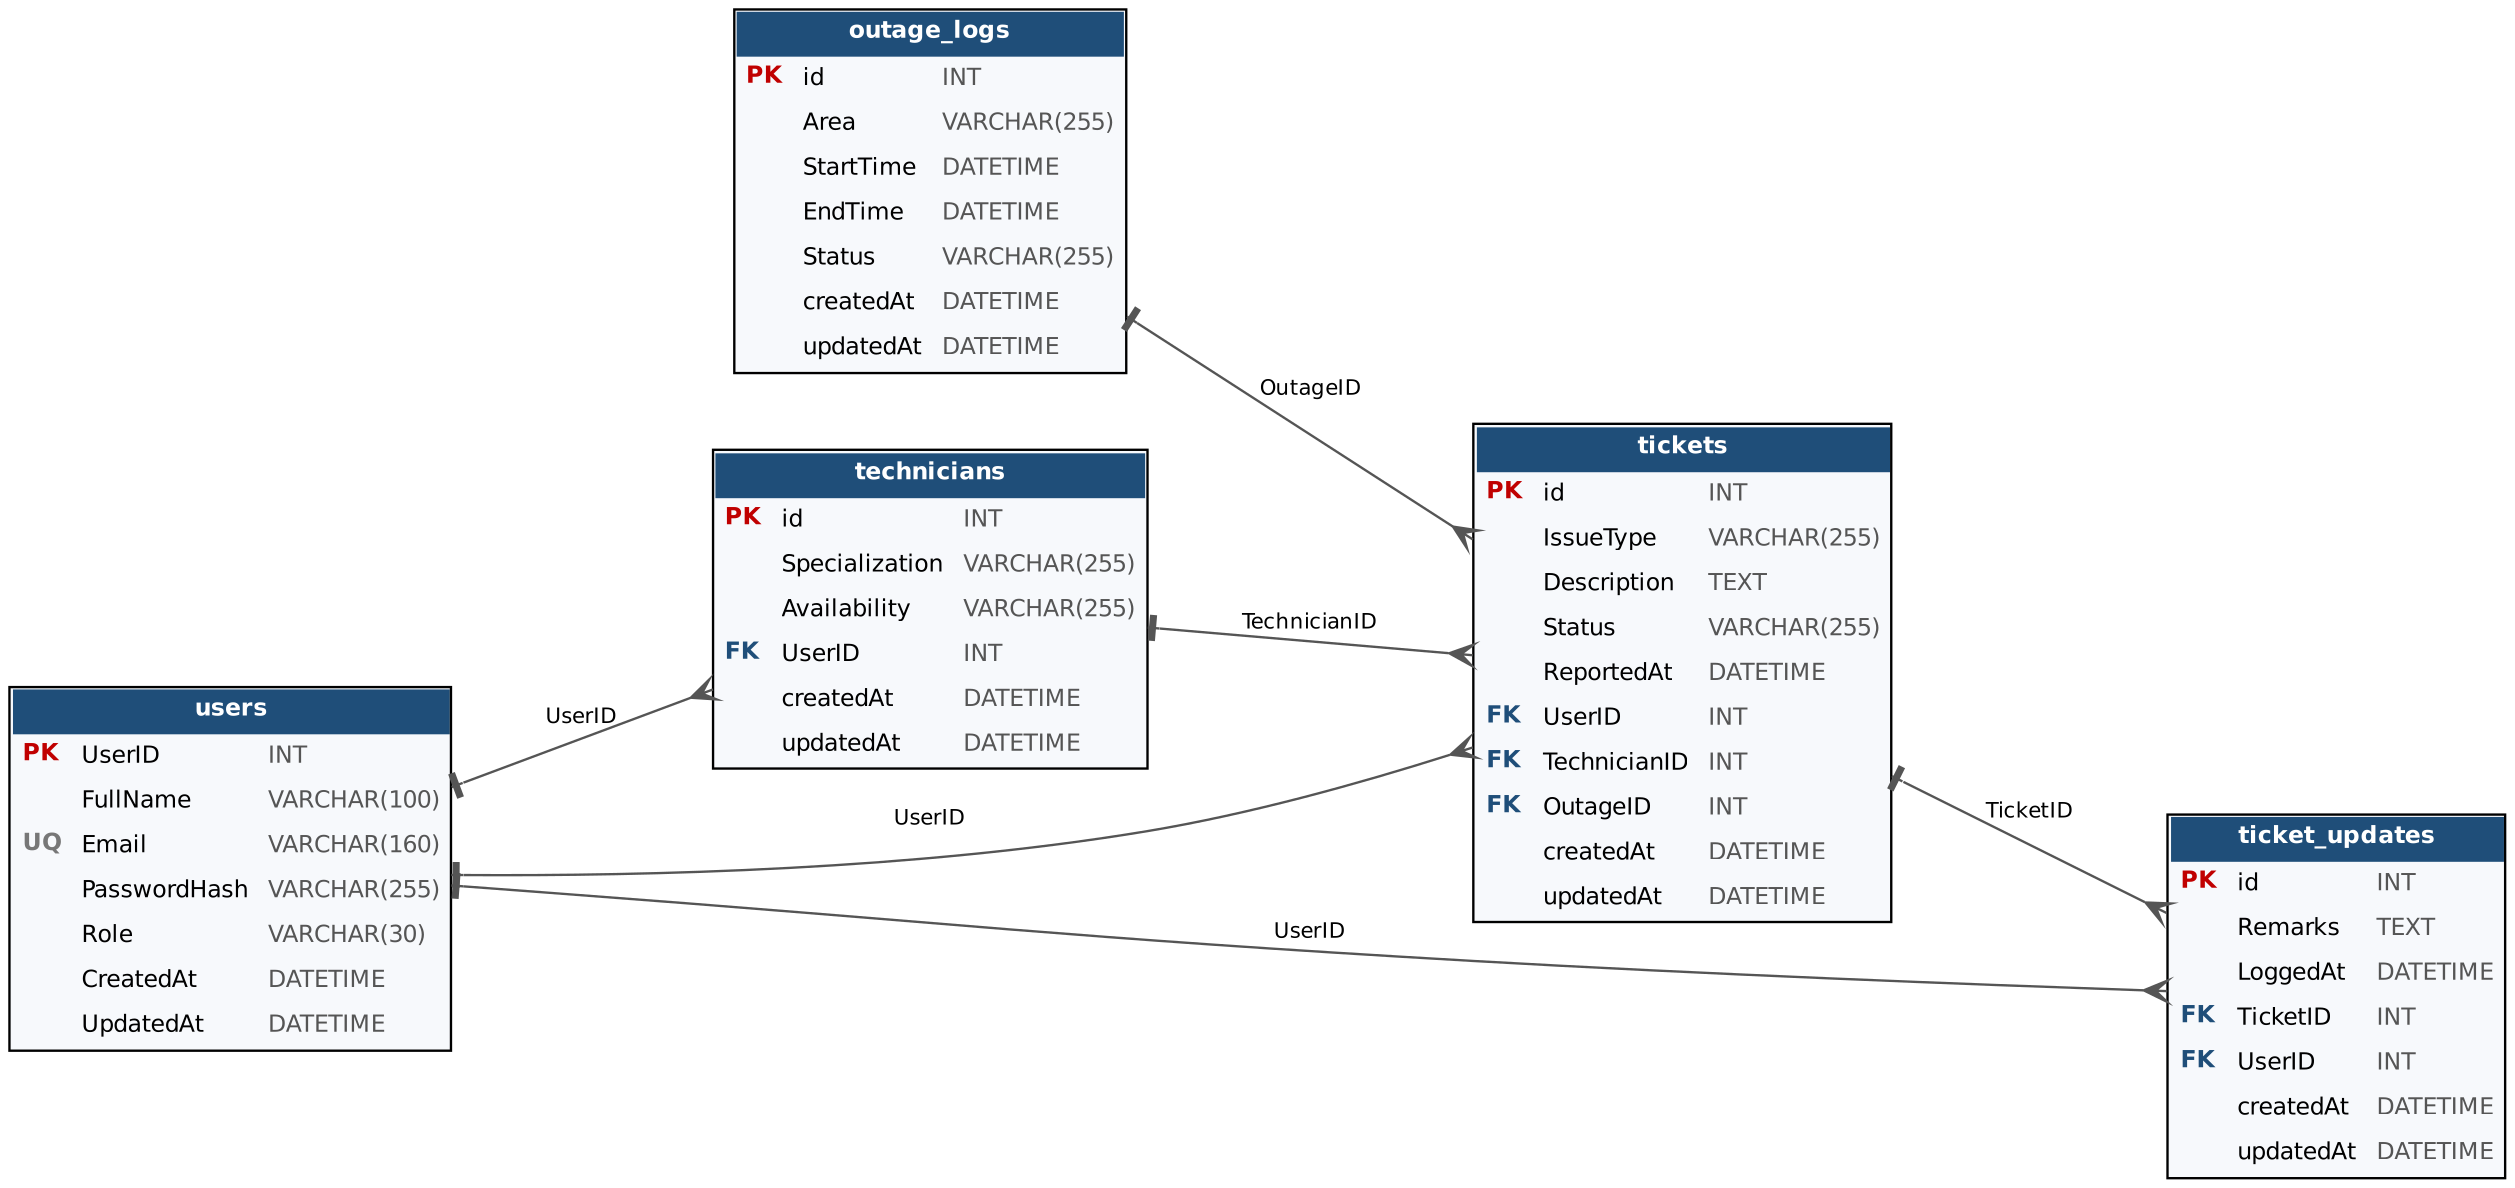 outage_logs
PK id INT
Area VARCHAR(255)
StartTime DATETIME
EndTime DATETIME
Status VARCHAR(255)
createdAt DATETIME
updatedAt DATETIME
OutageID
technicians
PK id INT
Specialization VARCHAR(255)
Availability VARCHAR(255)
FK UserID INT
createdAt DATETIME
updatedAt DATETIME
TechnicianID
tickets
PK id INT
IssueType VARCHAR(255)
Description TEXT
Status VARCHAR(255)
ReportedAt DATETIME
FK UserID INT
FK TechnicianID INT
FK OutageID INT
createdAt DATETIME
updatedAt DATETIME
users
PK UserID INT
FullName VARCHAR(100)
UQ Email VARCHAR(160)
PasswordHash VARCHAR(255)
Role VARCHAR(30)
CreatedAt DATETIME
UpdatedAt DATETIME
UserID
UserID
UserID
TicketID
ticket_updates
PK id INT
Remarks TEXT
LoggedAt DATETIME
FK TicketID INT
FK UserID INT
createdAt DATETIME
updatedAt DATETIME